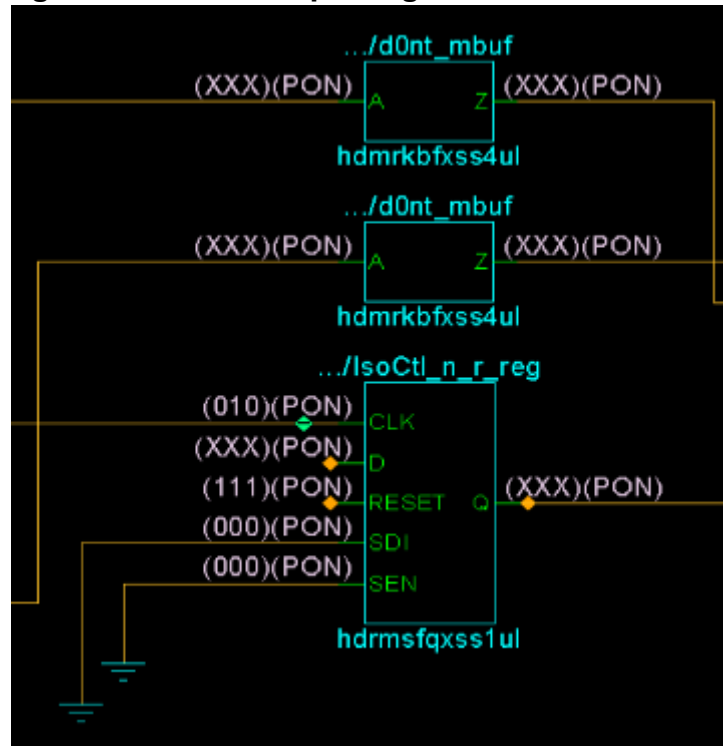 .../d0nt_mbuf
(XXX)(PON) (XXX)(PON)
A Z
hdmrkbfxss4ul
.../d0nt_mbuf
(XXX)(PON) (XXX)(PON)
A Z
hdmrkbfxss4ul
.../IsoCtl_n_r_reg
(010)(PON)
CLK
(XXX)(PON)
D
(111)(PON) (XXX)(PON)
RESET Q
(000)(PON)
SDI
(000)(PON)
SEN
hdrmsfqxss1ul